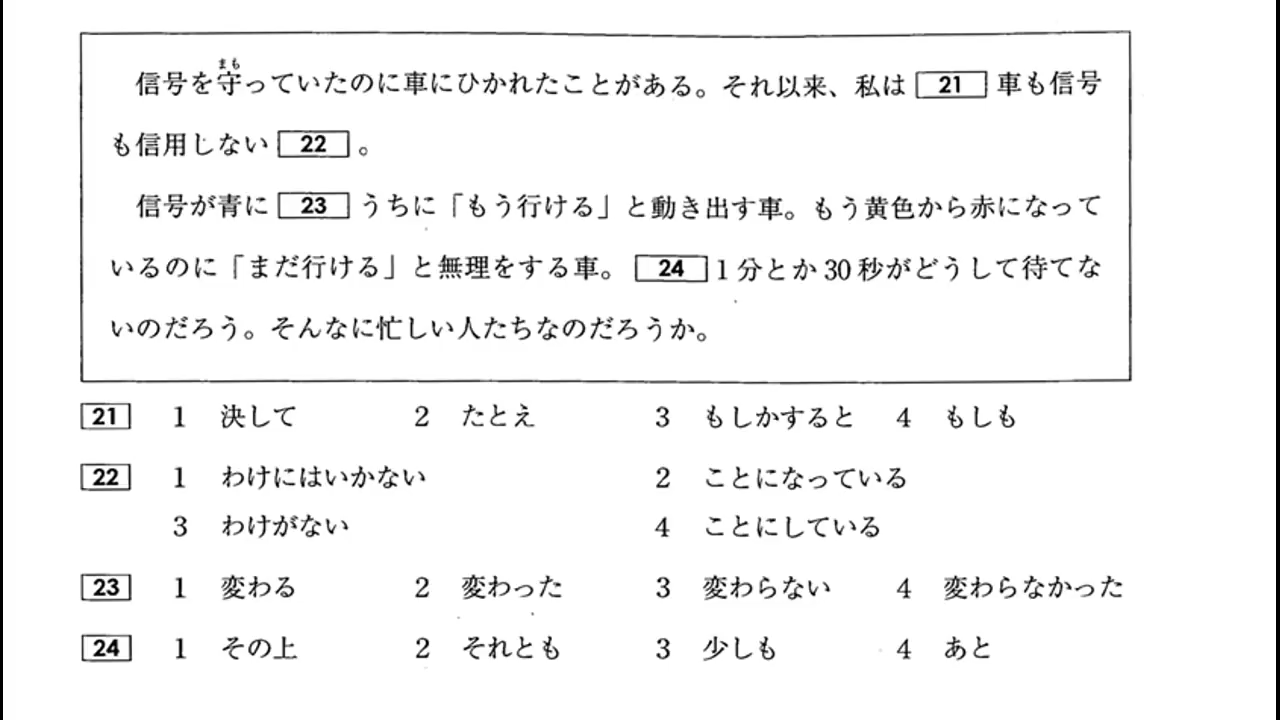 信号を守っていたのに車にひかれたことがある。それ以来、私は 21 車も信号
も信用しない 22 。
信号が青に 23 うちに「もう行ける」と動き出す車。もう黄色から赤になって
いるのに「まだ行ける」と無理をする車。 24 1分とか30秒がどうして待てな
いのだろう。そんなに忙しい人たちなのだろうか。
21 1 決して 2 たとえ 3 もしかすると 4 もしも
22 1 わけにはいかない 2 ことになっている
3 わけがない 4 ことにしている
23 1 変わる 2 変わった 3 変わらない 4 変わらなかった
24 1 その上 2 それとも 3 少しも 4 あと